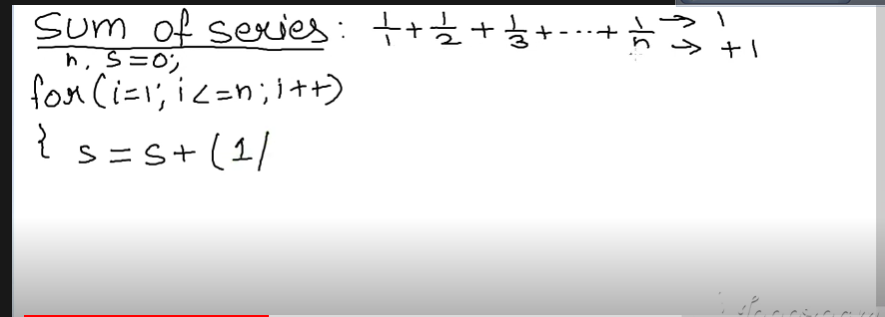 Sum of series: 1/1 + 1/2 + 1/3 + --- + 1/n → 1
→ +1
n, s=0;
for(i=1; i<=n; i++)
{ s = s + (1/